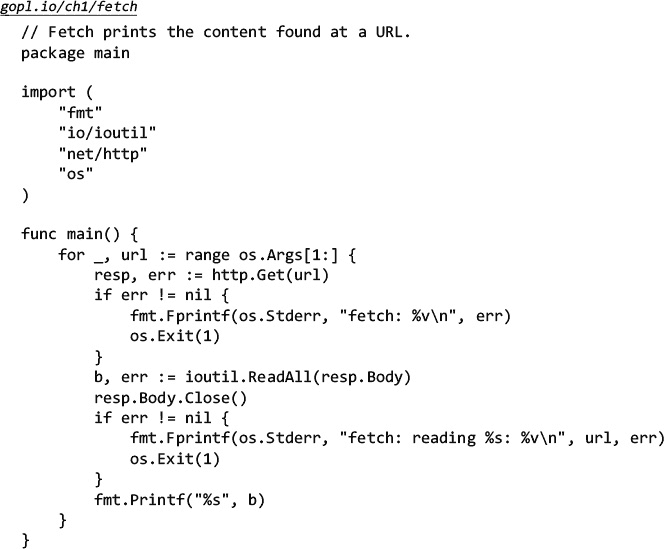 gopl.io/ch1/fetch
// Fetch prints the content found at a URL.
package main
import (
"fmt"
"io/ioutil"
"net/http"
"os"
)
func main() {
for _, url := range os.Args[1:] {
resp, err := http.Get(url)
if err != nil {
fmt.Fprintf(os.Stderr, "fetch: %v\n", err)
os.Exit(1)
}
b, err := ioutil.ReadAll(resp.Body)
resp.Body.Close()
if err != nil {
fmt.Fprintf(os.Stderr, "fetch: reading %s: %v\n", url, err)
os.Exit(1)
}
fmt.Printf("%s", b)
}
}